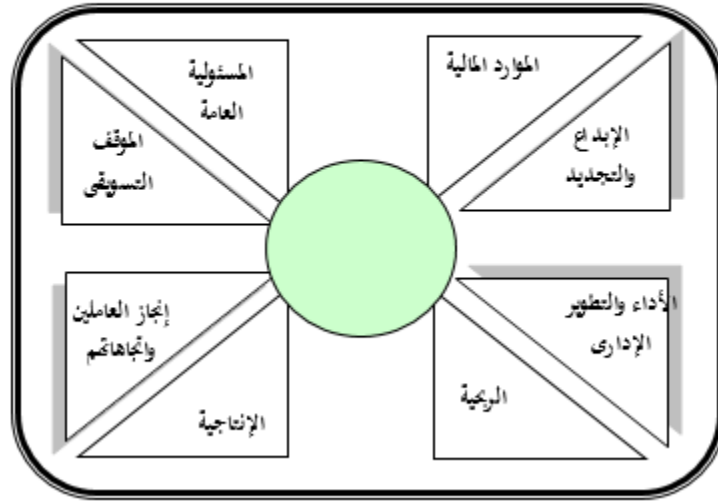 الموارد المالية
الإبداع
والتجديد
المسئولية
العامة
الموقف
التسويقى
الأداء والتطوير
الإدارى
الربحية
إنجاز العاملين
واتجاهاتهم
الإنتاجية